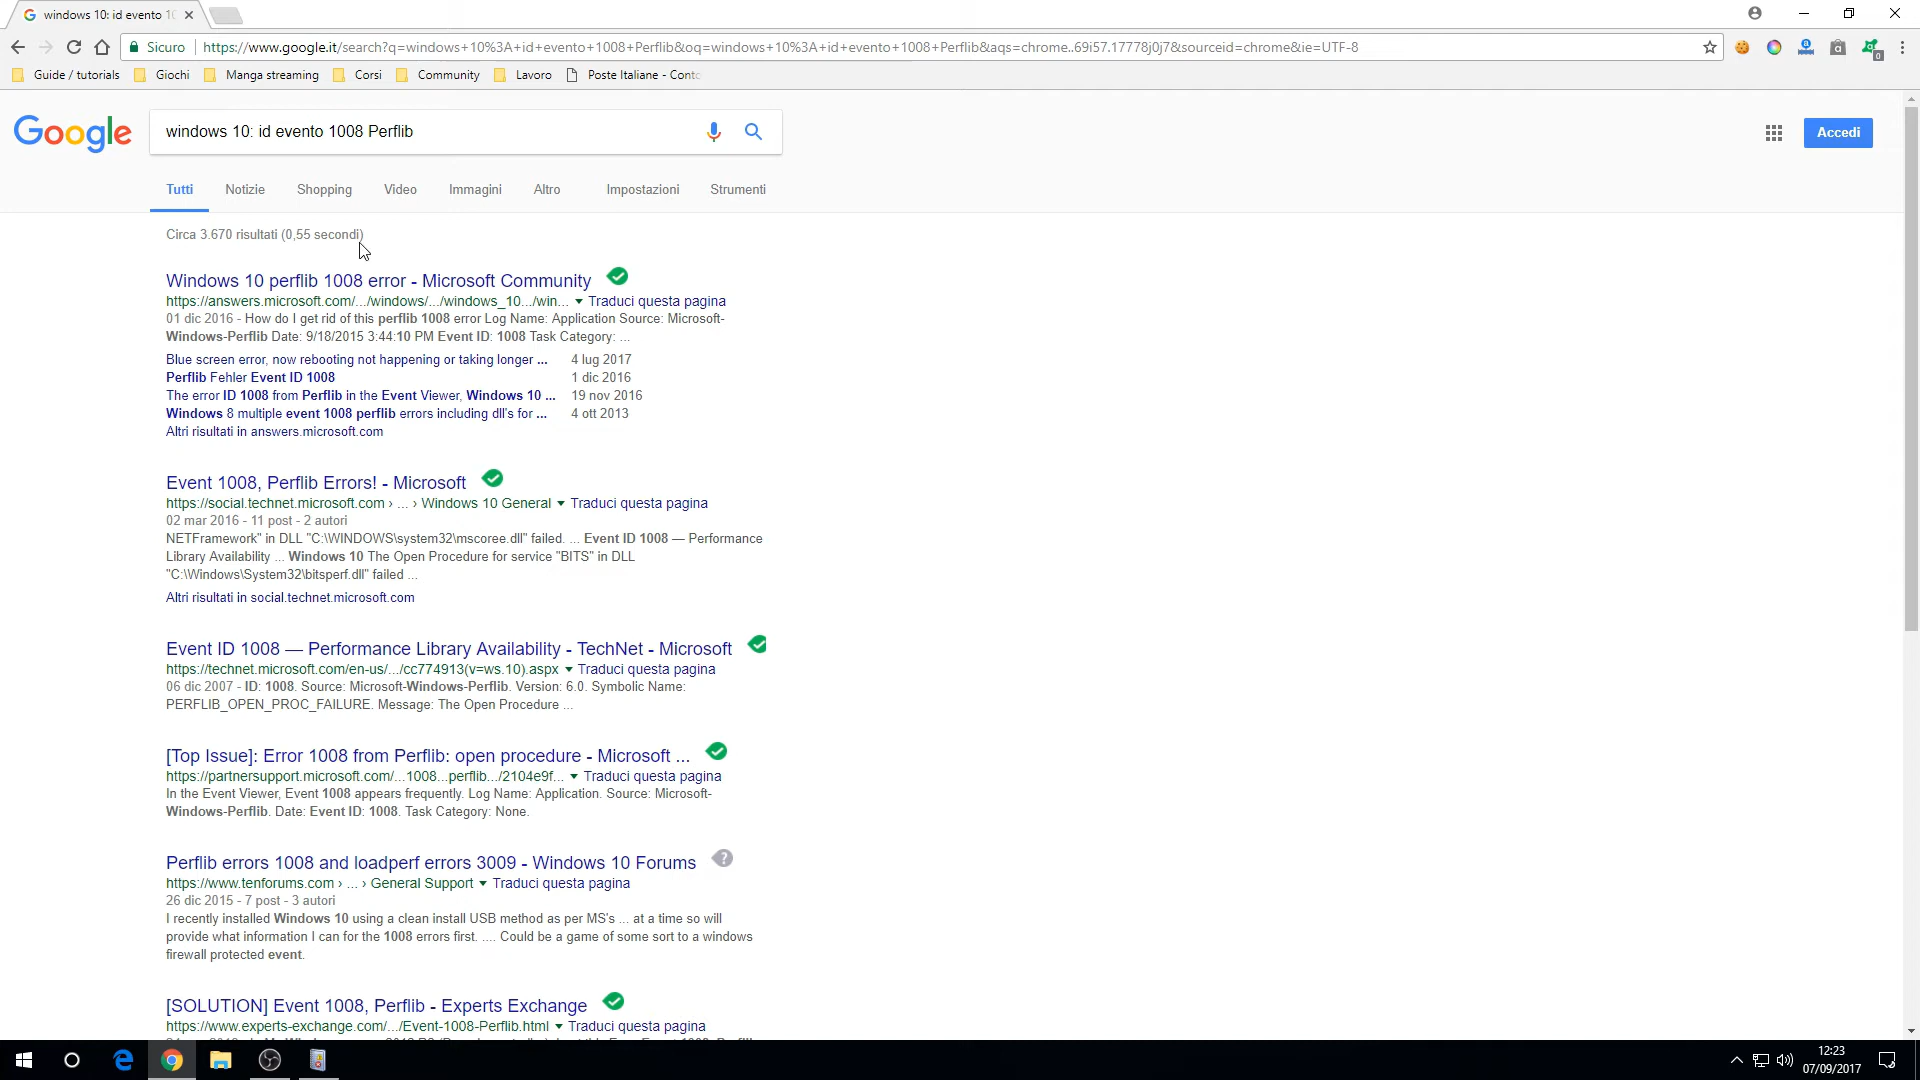 windows 10: id evento 10
Sicuro
https://www.google.it/search?q=windows+10%3A+id+evento+1008+Perflib&oq=windows+10%3A+id+evento+1008+Perflib&aqs=chrome..69i57.17778j0j7&sourceid=chrome&ie=UTF-8
Guide / tutorials
Giochi
Manga streaming
Corsi
Community
Lavoro
Poste Italiane - Conto
Google
windows 10: id evento 1008 Perflib
Accedi
Tutti
Notizie
Shopping
Video
Immagini
Altro
Impostazioni
Strumenti
Circa 3.670 risultati (0,55 secondi)
Windows 10 perflib 1008 error - Microsoft Community
https://answers.microsoft.com/.../windows/.../windows_10.../win... Traduci questa pagina
01 dic 2016 - How do I get rid of this perflib 1008 error Log Name: Application Source: Microsoft-
Windows-Perflib Date: 9/18/2015 3:44:10 PM Event ID: 1008 Task Category: ...
Blue screen error, now rebooting not happening or taking longer ... 4 lug 2017
Perflib Fehler Event ID 1008 1 dic 2016
The error ID 1008 from Perflib in the Event Viewer, Windows 10 ... 19 nov 2016
Windows 8 multiple event 1008 perflib errors including dll's for ... 4 ott 2013
Altri risultati in answers.microsoft.com
Event 1008, Perflib Errors! - Microsoft
https://social.technet.microsoft.com › ... › Windows 10 General Traduci questa pagina
02 mar 2016 - 11 post - 2 autori
NETFramework" in DLL "C:\WINDOWS\system32\mscoree.dll" failed. ... Event ID 1008 — Performance
Library Availability ... Windows 10 The Open Procedure for service "BITS" in DLL
"C:\Windows\System32\bitsperf.dll" failed ...
Altri risultati in social.technet.microsoft.com
Event ID 1008 — Performance Library Availability - TechNet - Microsoft
https://technet.microsoft.com/en-us/.../cc774913(v=ws.10).aspx Traduci questa pagina
06 dic 2007 - ID: 1008. Source: Microsoft-Windows-Perflib. Version: 6.0. Symbolic Name:
PERFLIB_OPEN_PROC_FAILURE. Message: The Open Procedure ...
[Top Issue]: Error 1008 from Perflib: open procedure - Microsoft ...
https://partnersupport.microsoft.com/...1008...perflib.../2104e9f... Traduci questa pagina
In the Event Viewer, Event 1008 appears frequently. Log Name: Application. Source: Microsoft-
Windows-Perflib. Date: Event ID: 1008. Task Category: None.
Perflib errors 1008 and loadperf errors 3009 - Windows 10 Forums
https://www.tenforums.com › ... › General Support Traduci questa pagina
26 dic 2015 - 7 post - 3 autori
I recently installed Windows 10 using a clean install USB method as per MS's ... at a time so will
provide what information I can for the 1008 errors first. .... Could be a game of some sort to a windows
firewall protected event.
[SOLUTION] Event 1008, Perflib - Experts Exchange
https://www.experts-exchange.com/.../Event-1008-Perflib.html Traduci questa pagina
12:23
07/09/2017